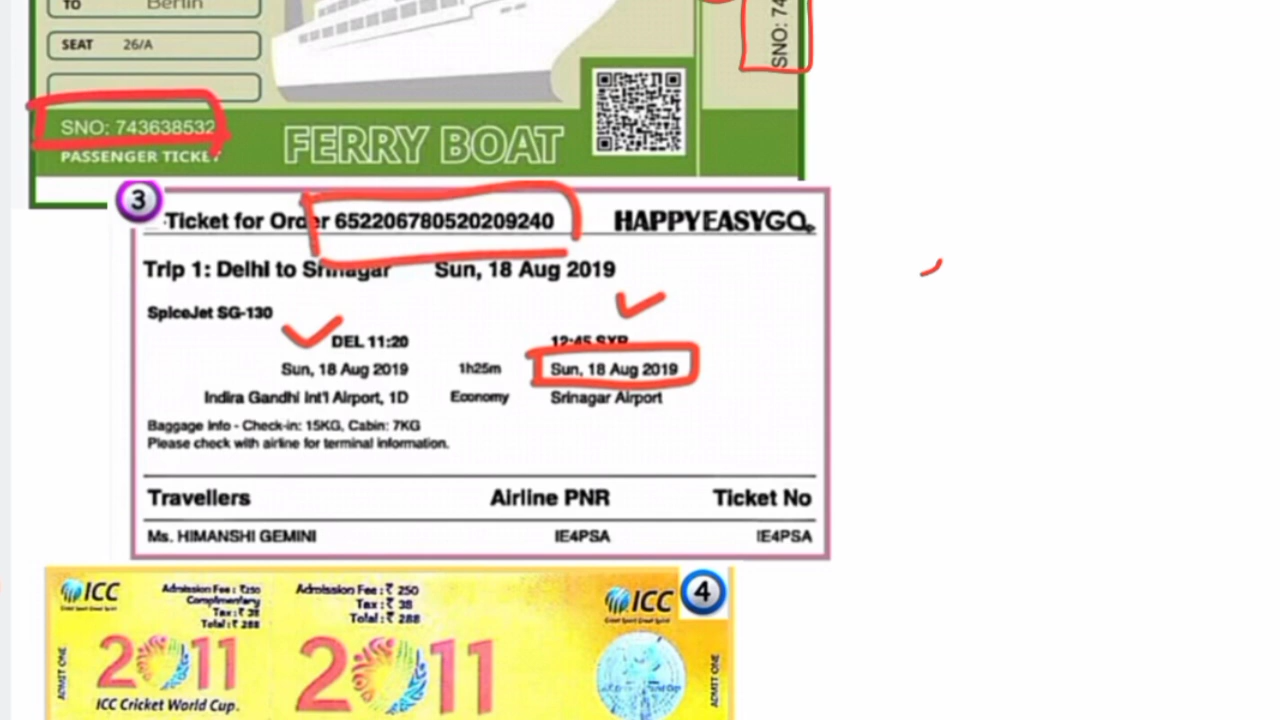 TO Berlin
SEAT 26/A
SNO: 74
SNO: 743638532
PASSENGER TICKET
FERRY BOAT
3
Ticket for Order 652206780520209240 HAPPYEASYGO
Trip 1: Delhi to Srinagar Sun, 18 Aug 2019
SpiceJet SG-130
DEL 11:20 12:45 SXR
Sun, 18 Aug 2019 1h25m Sun, 18 Aug 2019
Indira Gandhi Int'l Airport, 1D Economy Srinagar Airport
Baggage Info - Check-in: 15KG, Cabin: 7KG
Please check with airline for terminal information.
Travellers Airline PNR Ticket No
Ms. HIMANSHI GEMINI IE4PSA IE4PSA
4
ICC
Admission Fee : ₹250
Complimentary
Tax : ₹ 38
Total : ₹ 288
Admission Fee : ₹ 250
Tax : ₹ 38
Total : ₹ 288
ICC
ADMIT ONE
2011
ICC Cricket World Cup.
2011
ADMIT ONE